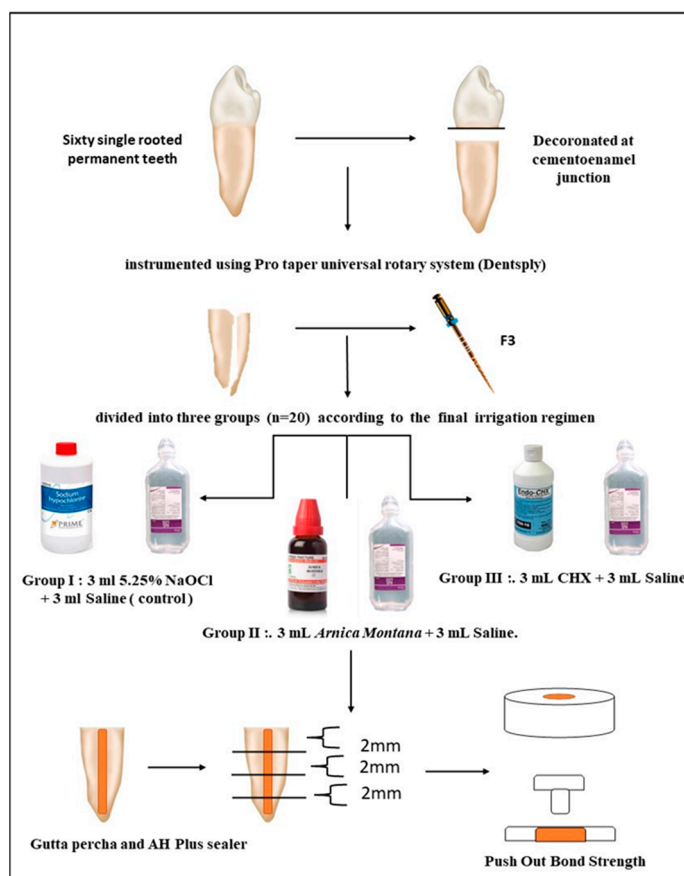 Sixty single rooted
permanent teeth
Decoronated at
cementoenamel
junction
instrumented using Pro taper universal rotary system (Dentsply)
F3
divided into three groups (n=20) according to the final irrigation regimen
Sodium
hypochlorite
PRIME
Endo-CHX
Group I : 3 ml 5.25% NaOCl
+ 3 ml Saline ( control)
Group III :. 3 mL CHX + 3 mL Saline
Group II :. 3 mL Arnica Montana + 3 mL Saline.
2mm
2mm
2mm
Gutta percha and AH Plus sealer
Push Out Bond Strength